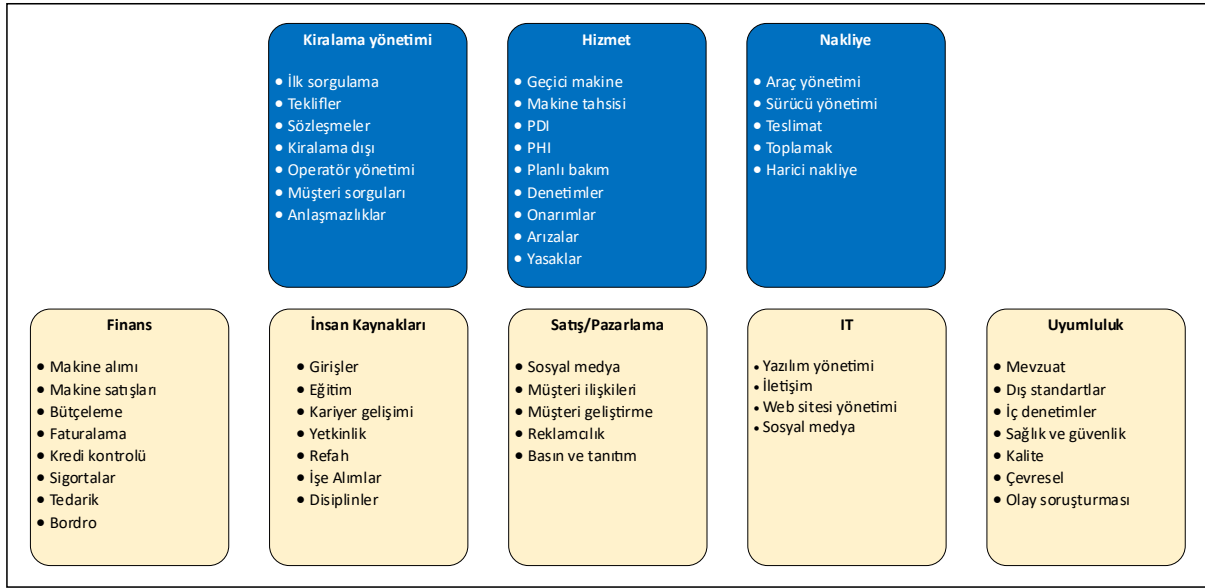 Kiralama yönetimi
• İlk sorgulama
• Teklifler
• Sözleşmeler
• Kiralama dışı
• Operatör yönetimi
• Müşteri sorguları
• Anlaşmazlıklar
Hizmet
• Geçici makine
• Makine tahsisi
• PDI
• PHI
• Planlı bakım
• Denetimler
• Onarımlar
• Arızalar
• Yasaklar
Nakliye
• Araç yönetimi
• Sürücü yönetimi
• Teslimat
• Toplamak
• Harici nakliye
Finans
• Makine alımı
• Makine satışları
• Bütçeleme
• Faturalama
• Kredi kontrolü
• Sigortalar
• Tedarik
• Bordro
İnsan Kaynakları
• Girişler
• Eğitim
• Kariyer gelişimi
• Yetkinlik
• Refah
• İşe Alımlar
• Disiplinler
Satış/Pazarlama
• Sosyal medya
• Müşteri ilişkileri
• Müşteri geliştirme
• Reklamcılık
• Basın ve tanıtım
IT
• Yazılım yönetimi
• İletişim
• Web sitesi yönetimi
• Sosyal medya
Uyumluluk
• Mevzuat
• Dış standartlar
• İç denetimler
• Sağlık ve güvenlik
• Kalite
• Çevresel
• Olay soruşturması